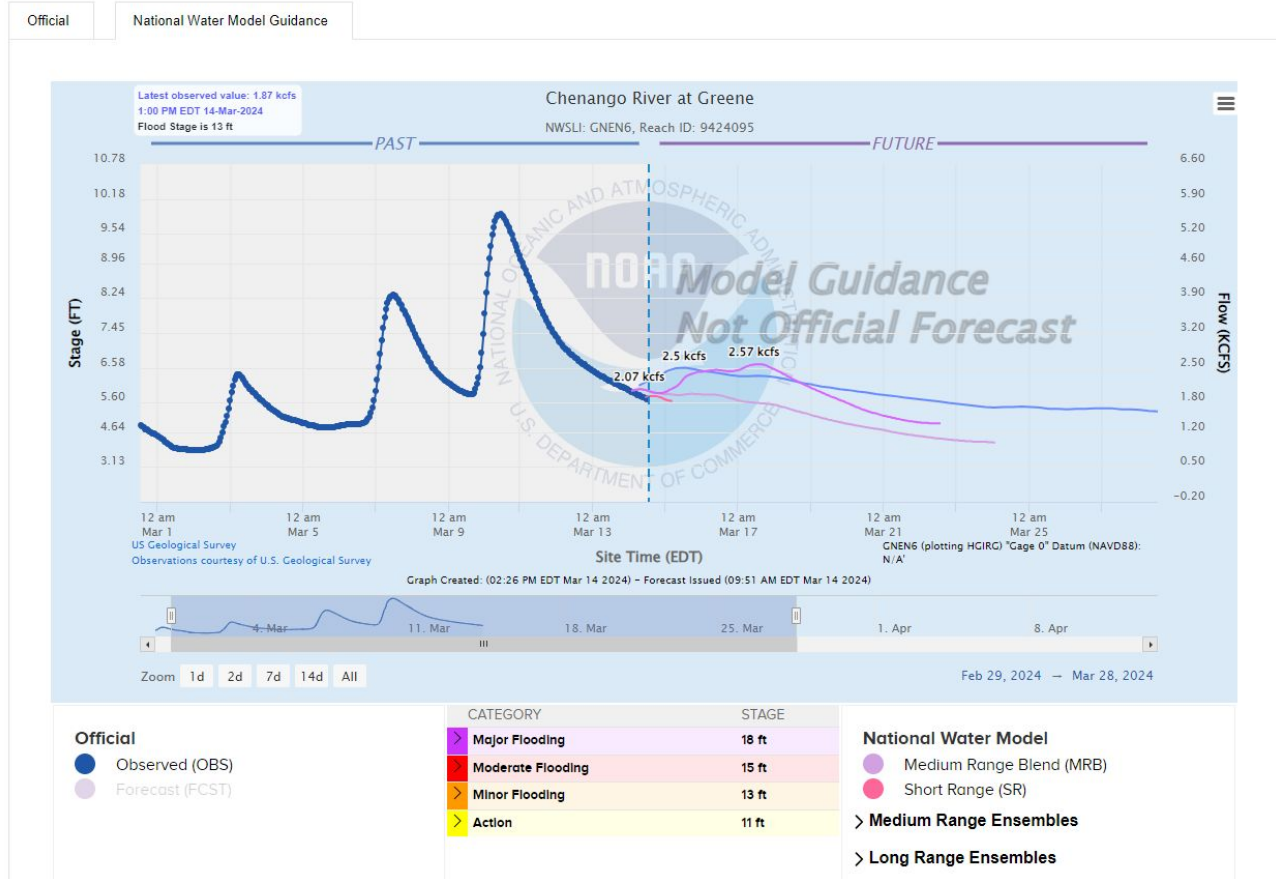 Official
National Water Model Guidance
Latest observed value: 1.87 kcfs
1:00 PM EDT 14-Mar-2024
Flood Stage is 13 ft
Chenango River at Greene
NWSLI: GNEN6, Reach ID: 9424095
PAST
FUTURE
10.78
10.18
9.54
8.96
8.24
7.45
6.58
5.60
4.64
3.13
Stage (FT)
6.60
5.90
5.20
4.60
3.90
3.20
2.50
1.80
1.20
0.50
-0.20
Flow (KCFS)
NATIONAL OCEANIC AND ATMOSPHERIC ADMINISTRATION
NOAA
U.S. DEPARTMENT OF COMMERCE
Model Guidance
Not Official Forecast
2.07 kcfs
2.5 kcfs
2.57 kcfs
12 am
Mar 1
12 am
Mar 5
12 am
Mar 9
12 am
Mar 13
12 am
Mar 17
12 am
Mar 21
12 am
Mar 25
US Geological Survey
Observations courtesy of U.S. Geological Survey
Site Time (EDT)
GNEN6 (plotting HGIRG) "Gage 0" Datum (NAVD88):
N/A'
Graph Created: (02:26 PM EDT Mar 14 2024) - Forecast Issued (09:51 AM EDT Mar 14 2024)
4. Mar
11. Mar
18. Mar
25. Mar
1. Apr
8. Apr
Zoom 1d 2d 7d 14d All
Feb 29, 2024 → Mar 28, 2024
Official
Observed (OBS)
Forecast (FCST)
CATEGORY STAGE
Major Flooding 18 ft
Moderate Flooding 15 ft
Minor Flooding 13 ft
Action 11 ft
National Water Model
Medium Range Blend (MRB)
Short Range (SR)
Medium Range Ensembles
Long Range Ensembles